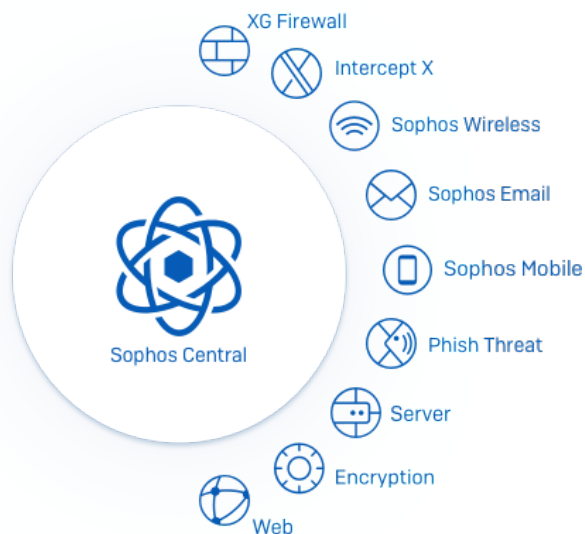 XG Firewall
Intercept X
Sophos Wireless
Sophos Email
Sophos Mobile
Sophos Central
Phish Threat
Server
Encryption
Web